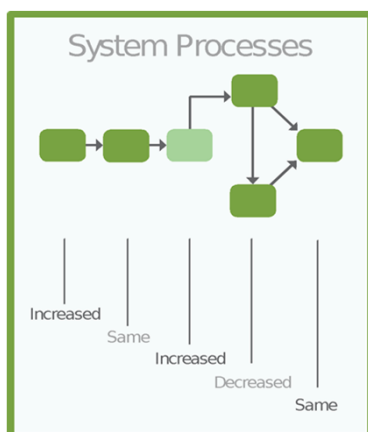 System Processes
Increased
Same
Increased
Decreased
Same